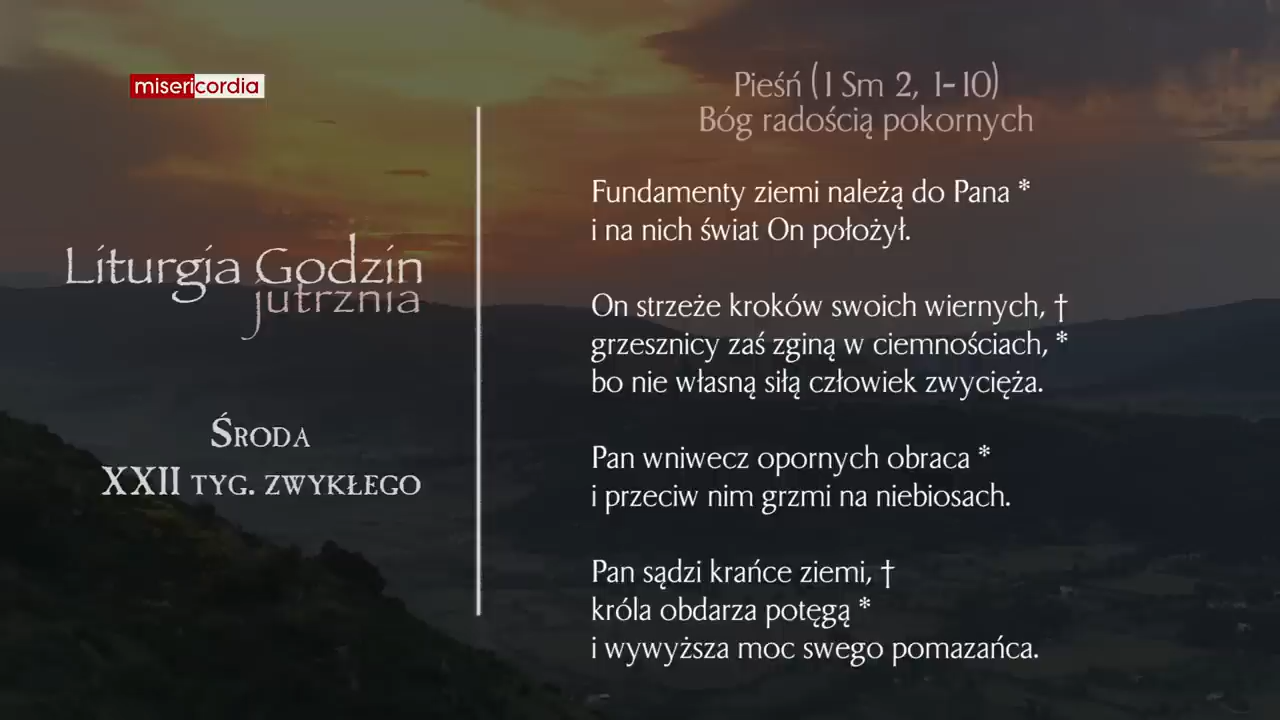 misericordia
Liturgia Godzin
jutrznia
Środa
XXII tyg. zwykłego
Pieśń (1 Sm 2, 1-10)
Bóg radością pokornych
Fundamenty ziemi należą do Pana *
i na nich świat On położył.
On strzeże kroków swoich wiernych, †
grzesznicy zaś zginą w ciemnościach, *
bo nie własną siłą człowiek zwycięża.
Pan wniwecz opornych obraca *
i przeciw nim grzmi na niebiosach.
Pan sądzi krańce ziemi, †
króla obdarza potęgą *
i wywyższa moc swego pomazańca.